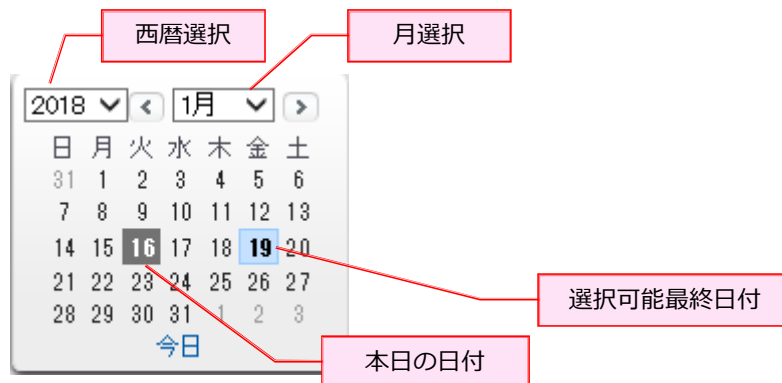 西暦選択 月選択
2018 1月
日 月 火 水 木 金 土
31 1 2 3 4 5 6
7 8 9 10 11 12 13
14 15 16 17 18 19 20
21 22 23 24 25 26 27
選択可能最終日付
28 29 30 31 1 2 3
今日
本日の日付